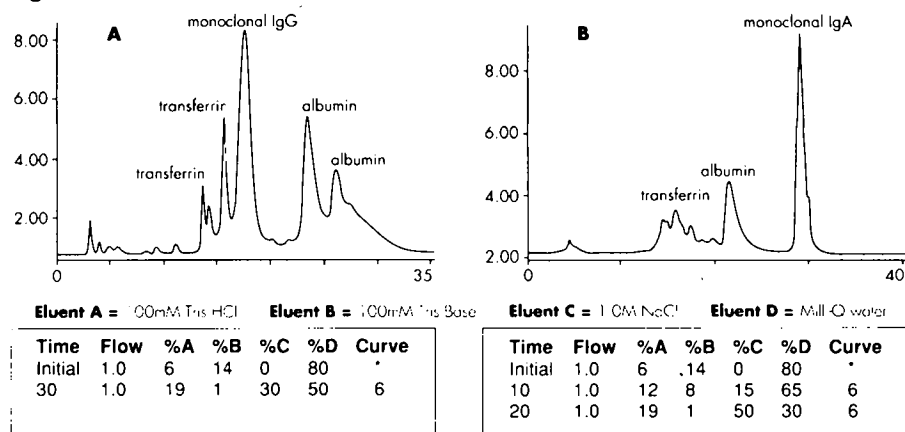 monoclonal IgG
A
8.00
transferrin
albumin
6.00
albumin
4.00
transferrin
2.00
0
35
monoclonal IgA
B
8.00
6.00
albumin
4.00
transferrin
2.00
0
40
Eluent A = 100mM Tris HCl Eluent B = 100mM Tris Base Eluent C = 1.0M NaCl Eluent D = Milli-Q water
Time Flow %A %B %C %D Curve
Initial 1.0 6 14 0 80 *
30 1.0 19 1 30 50 6
Time Flow %A %B %C %D Curve
Initial 1.0 6 14 0 80 *
10 1.0 12 8 15 65 6
20 1.0 19 1 50 30 6